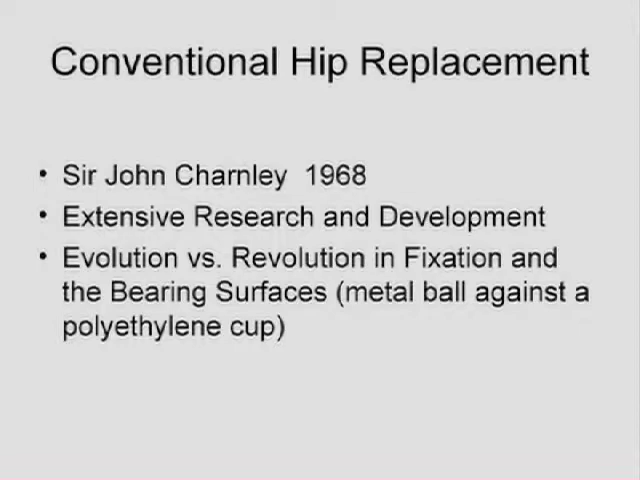 Conventional Hip Replacement
• Sir John Charnley  1968
• Extensive Research and Development
• Evolution vs. Revolution in Fixation and
the Bearing Surfaces (metal ball against a
polyethylene cup)